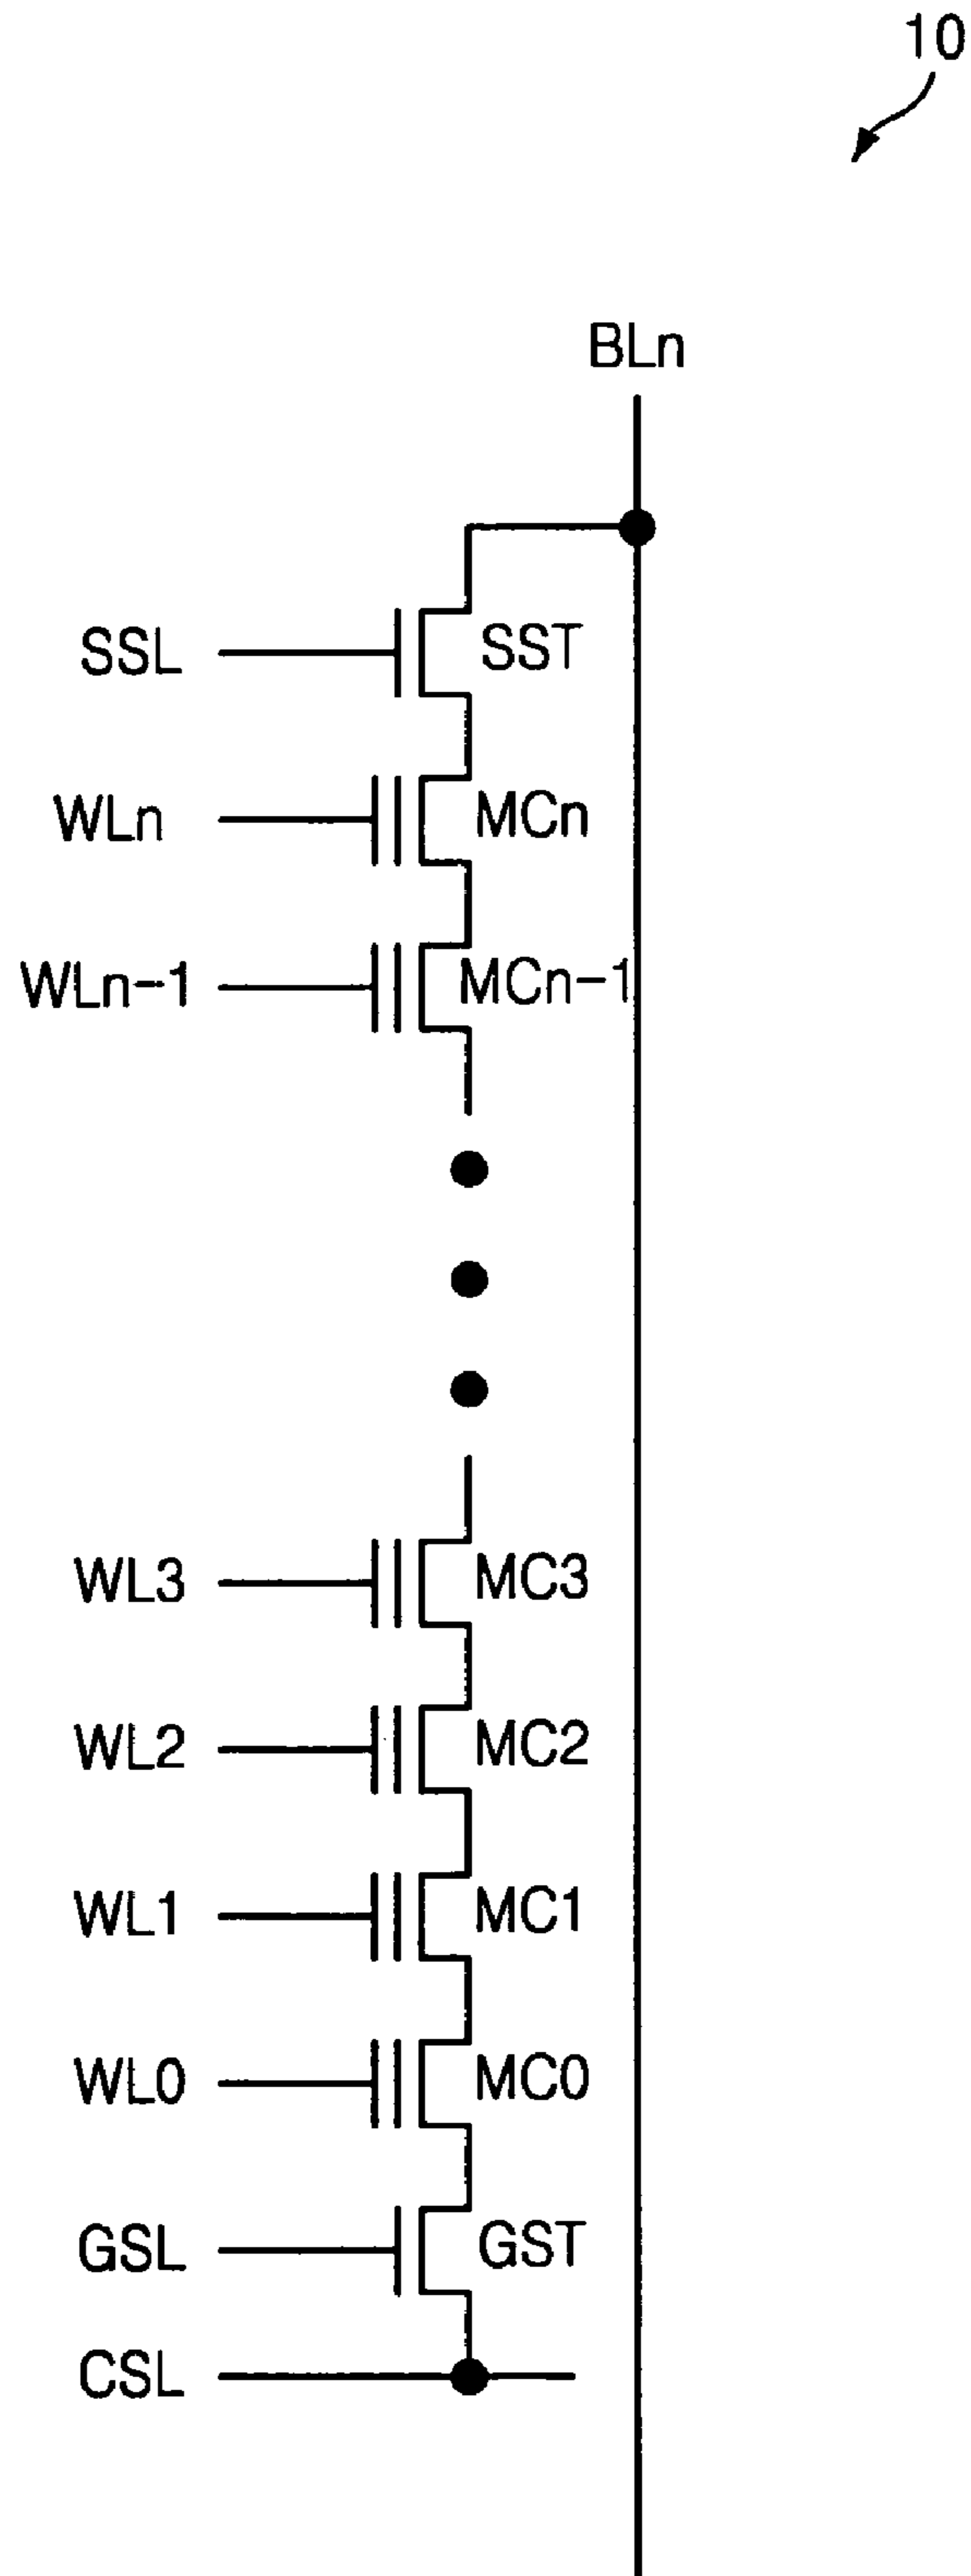 10
BLn
SSL SST
WLn MCn
WLn-1 MCn-1
WL3 MC3
WL2 MC2
WL1 MC1
WL0 MC0
GSL GST
CSL